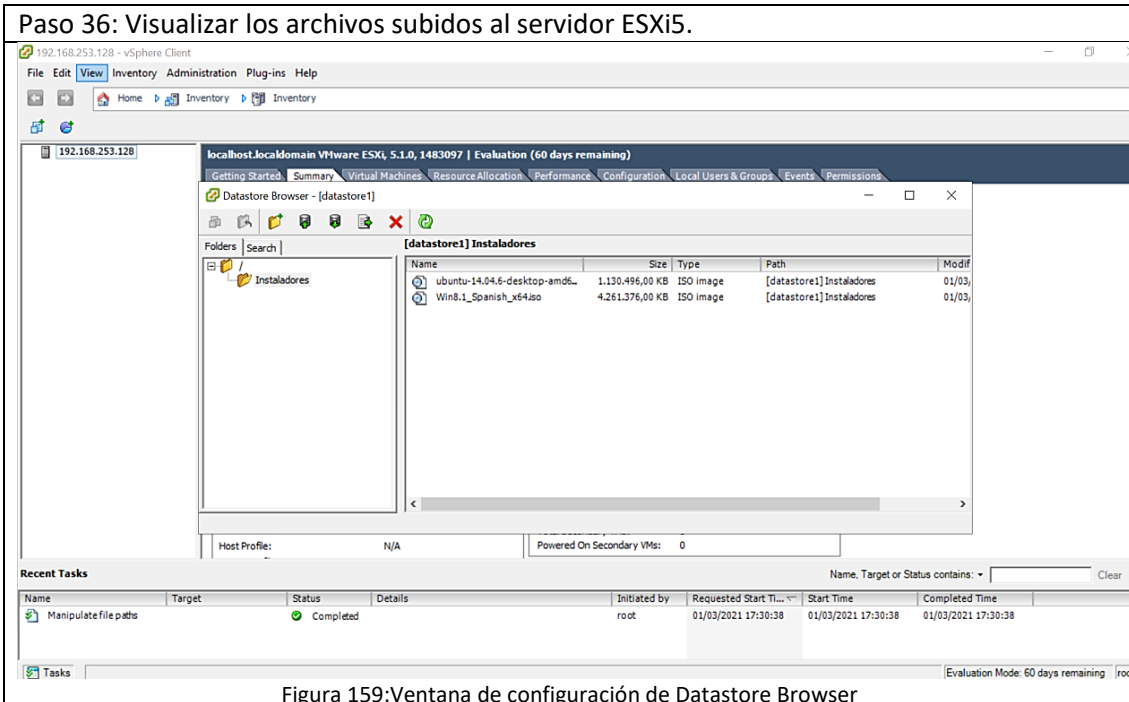 Paso 36: Visualizar los archivos subidos al servidor ESXi5.
192.168.253.128 - vSphere Client
File Edit View Inventory Administration Plug-ins Help
Home Inventory Inventory
192.168.253.128
localhost.localdomain VMware ESXi, 5.1.0, 1483097 | Evaluation (60 days remaining)
Getting Started Summary Virtual Machines Resource Allocation Performance Configuration Local Users & Groups Events Permissions
Datastore Browser - [datastore1]
Folders Search [datastore1] Instaladores
Name Size Type Path Modif
/
Instaladores
ubuntu-14.04.6-desktop-amd6... 1.130.496,00 KB ISO image [datastore1] Instaladores 01/03/
Win8.1_Spanish_x64.iso 4.261.376,00 KB ISO image [datastore1] Instaladores 01/03/
Host Profile: N/A Powered On Secondary VMs: 0
Recent Tasks Name, Target or Status contains: Clear
Name Target Status Details Initiated by Requested Start Ti... Start Time Completed Time
Manipulate file paths Completed root 01/03/2021 17:30:38 01/03/2021 17:30:38 01/03/2021 17:30:38
Tasks Evaluation Mode: 60 days remaining roo
Figura 159:Ventana de configuración de Datastore Browser